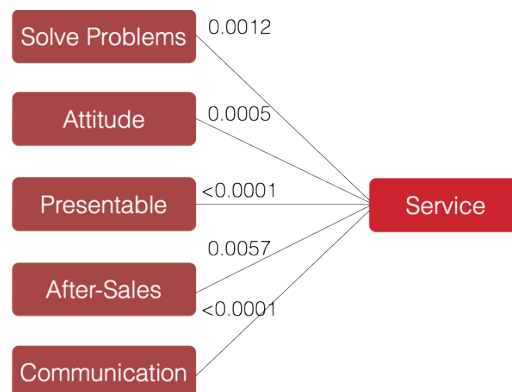 Solve Problems
0.0012
Attitude
0.0005
Presentable
<0.0001
Service
After-Sales
0.0057
<0.0001
Communication